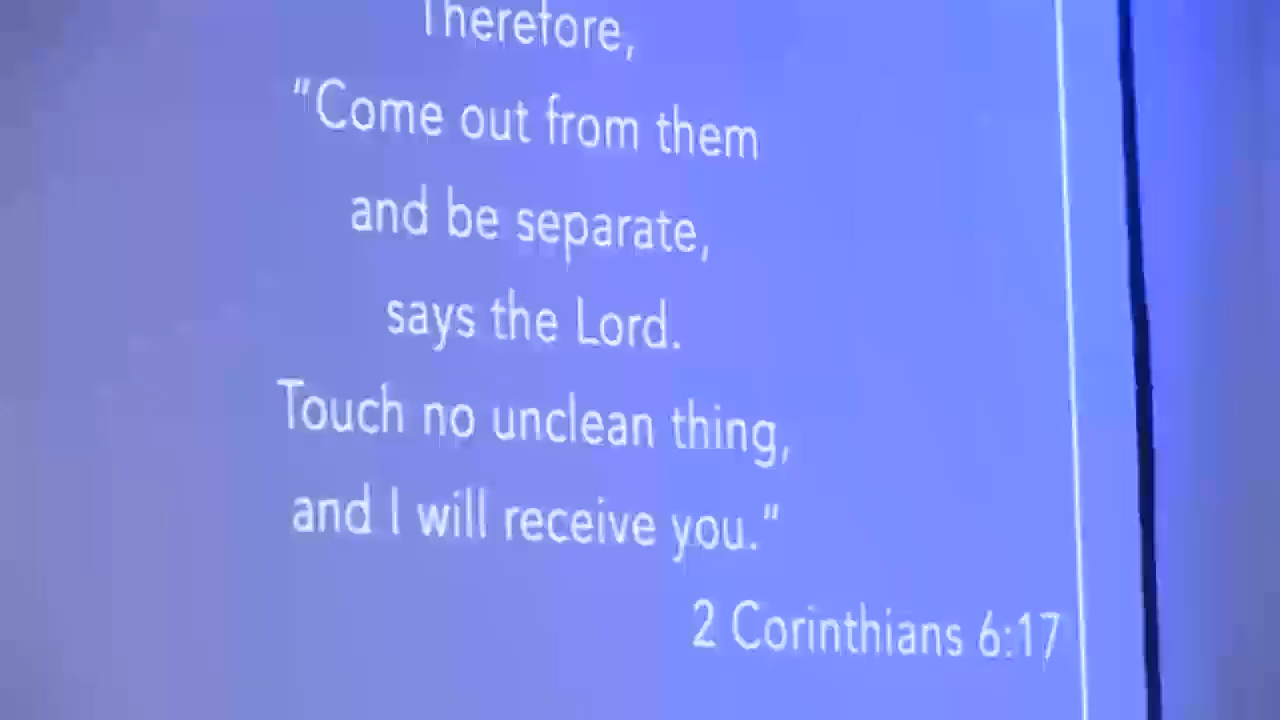 Therefore,
"Come out from them
and be separate,
says the Lord.
Touch no unclean thing,
and I will receive you."
2 Corinthians 6:17